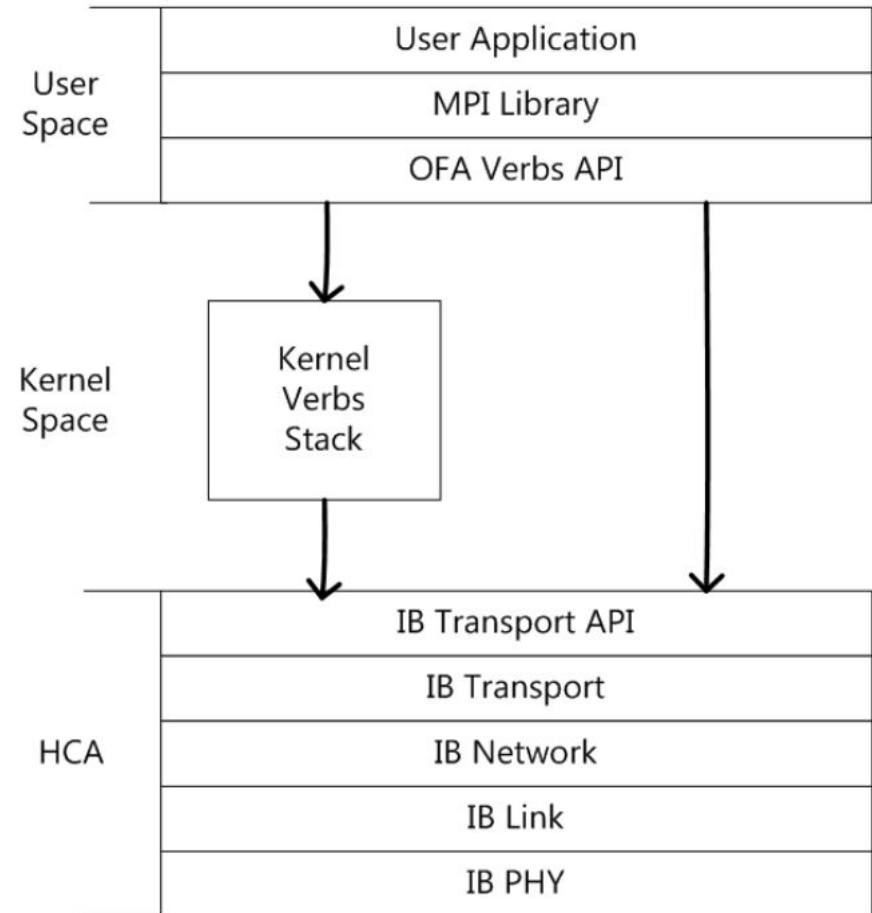 User Application
User
Space
MPI Library
OFA Verbs API
Kernel
Space
Kernel
Verbs
Stack
IB Transport API
IB Transport
HCA
IB Network
IB Link
IB PHY